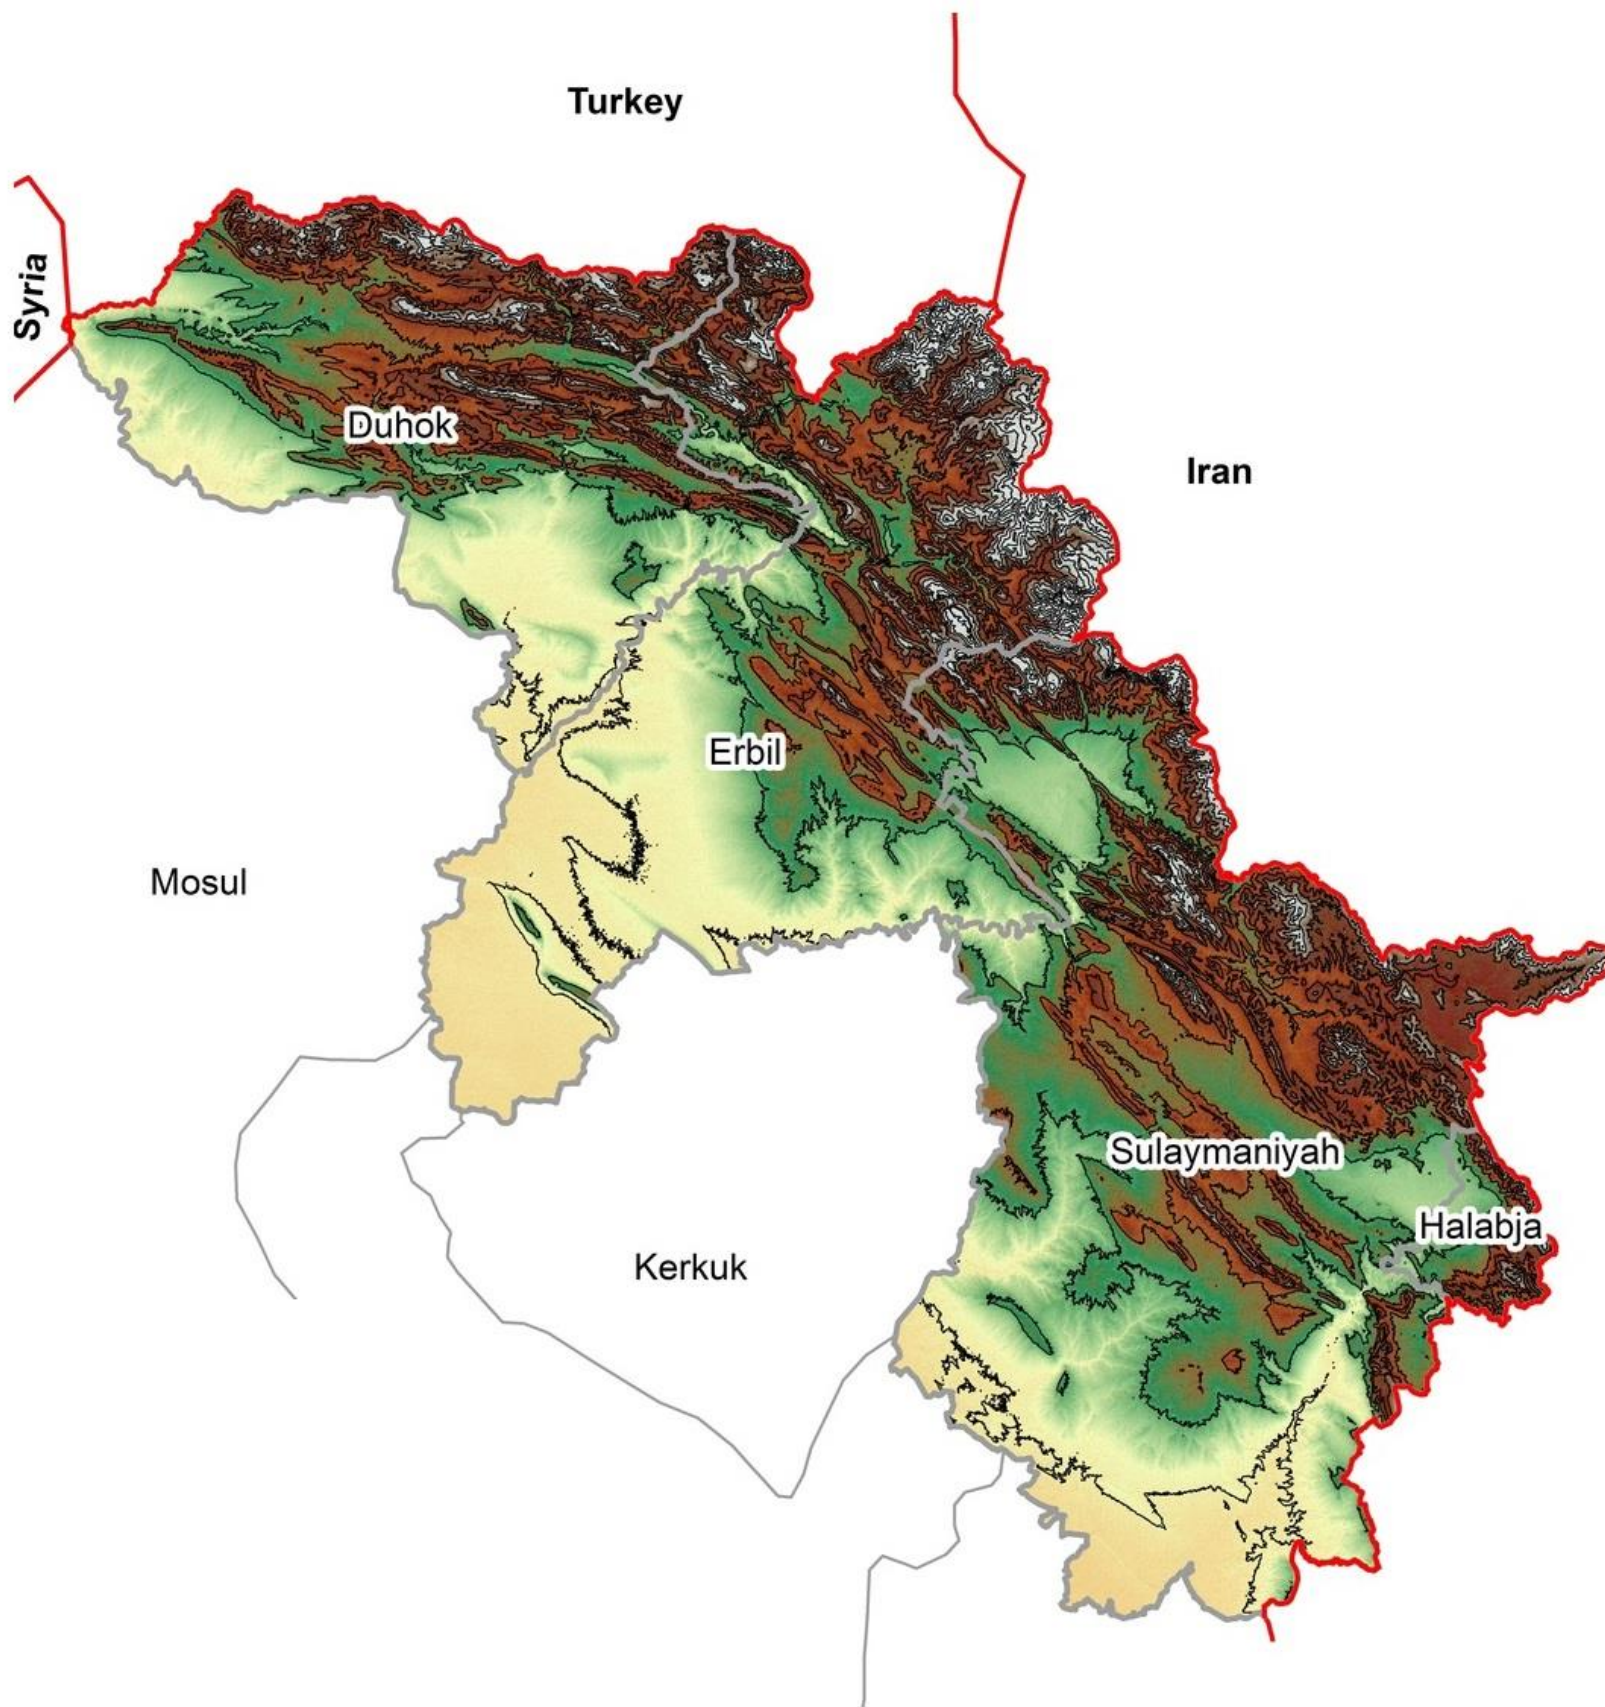 Turkey
Syria
Duhok
Iran
Erbil
Mosul
Sulaymaniyah
Halabja
Kerkuk